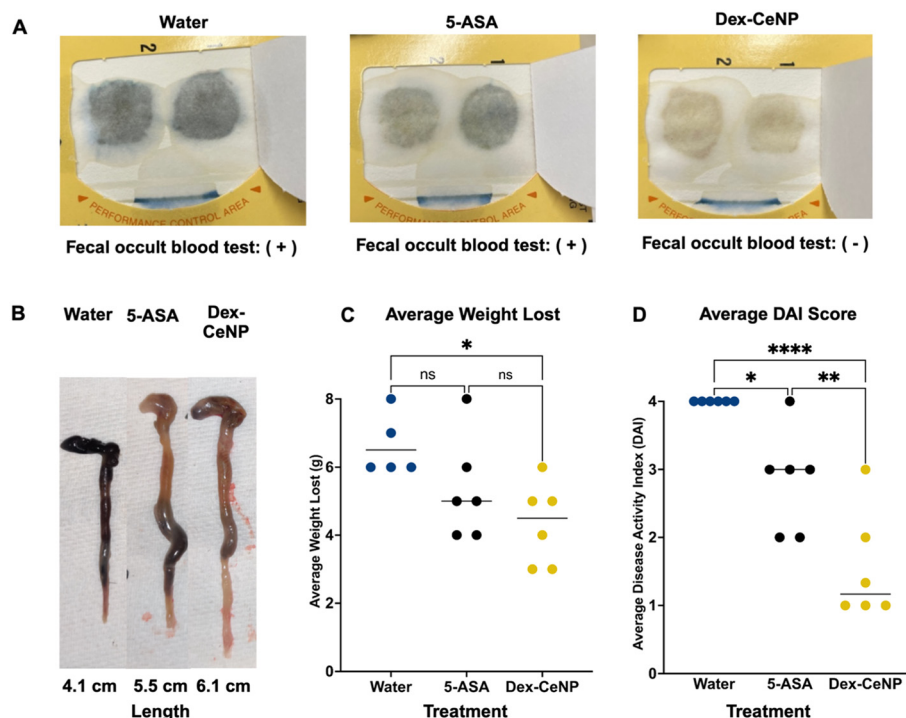 A
Water
5-ASA
Dex-CeNP
2
1
PERFORMANCE CONTROL AREA
2
1
PERFORMANCE CONTROL AREA
2
1
PERFORMANCE CONTROL AREA
Fecal occult blood test: ( + )
Fecal occult blood test: ( + )
Fecal occult blood test: ( - )
B
Water
5-ASA
Dex-
CeNP
4.1 cm
5.5 cm
6.1 cm
Length
C
Average Weight Lost
*
ns
ns
Average Weight Lost (g)
8
6
4
2
0
Water
5-ASA
Dex-CeNP
Treatment
D
Average DAI Score
****
*
**
Average Disease Activity Index (DAI)
4
3
2
1
0
Water
5-ASA
Dex-CeNP
Treatment